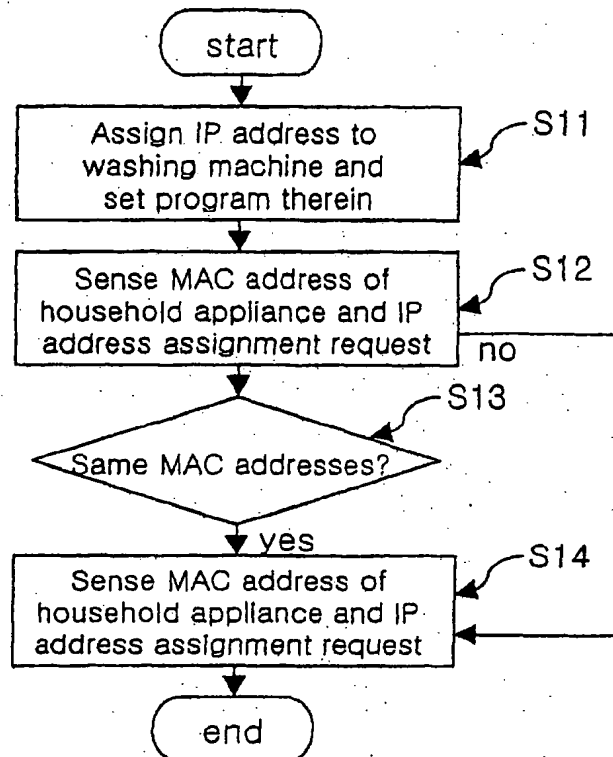 start
Assign IP address to
washing machine and
set program therein
S11
Sense MAC address of
household appliance and IP
address assignment request
S12
no
S13
Same MAC addresses?
yes
Sense MAC address of
household appliance and IP
address assignment request
S14
end